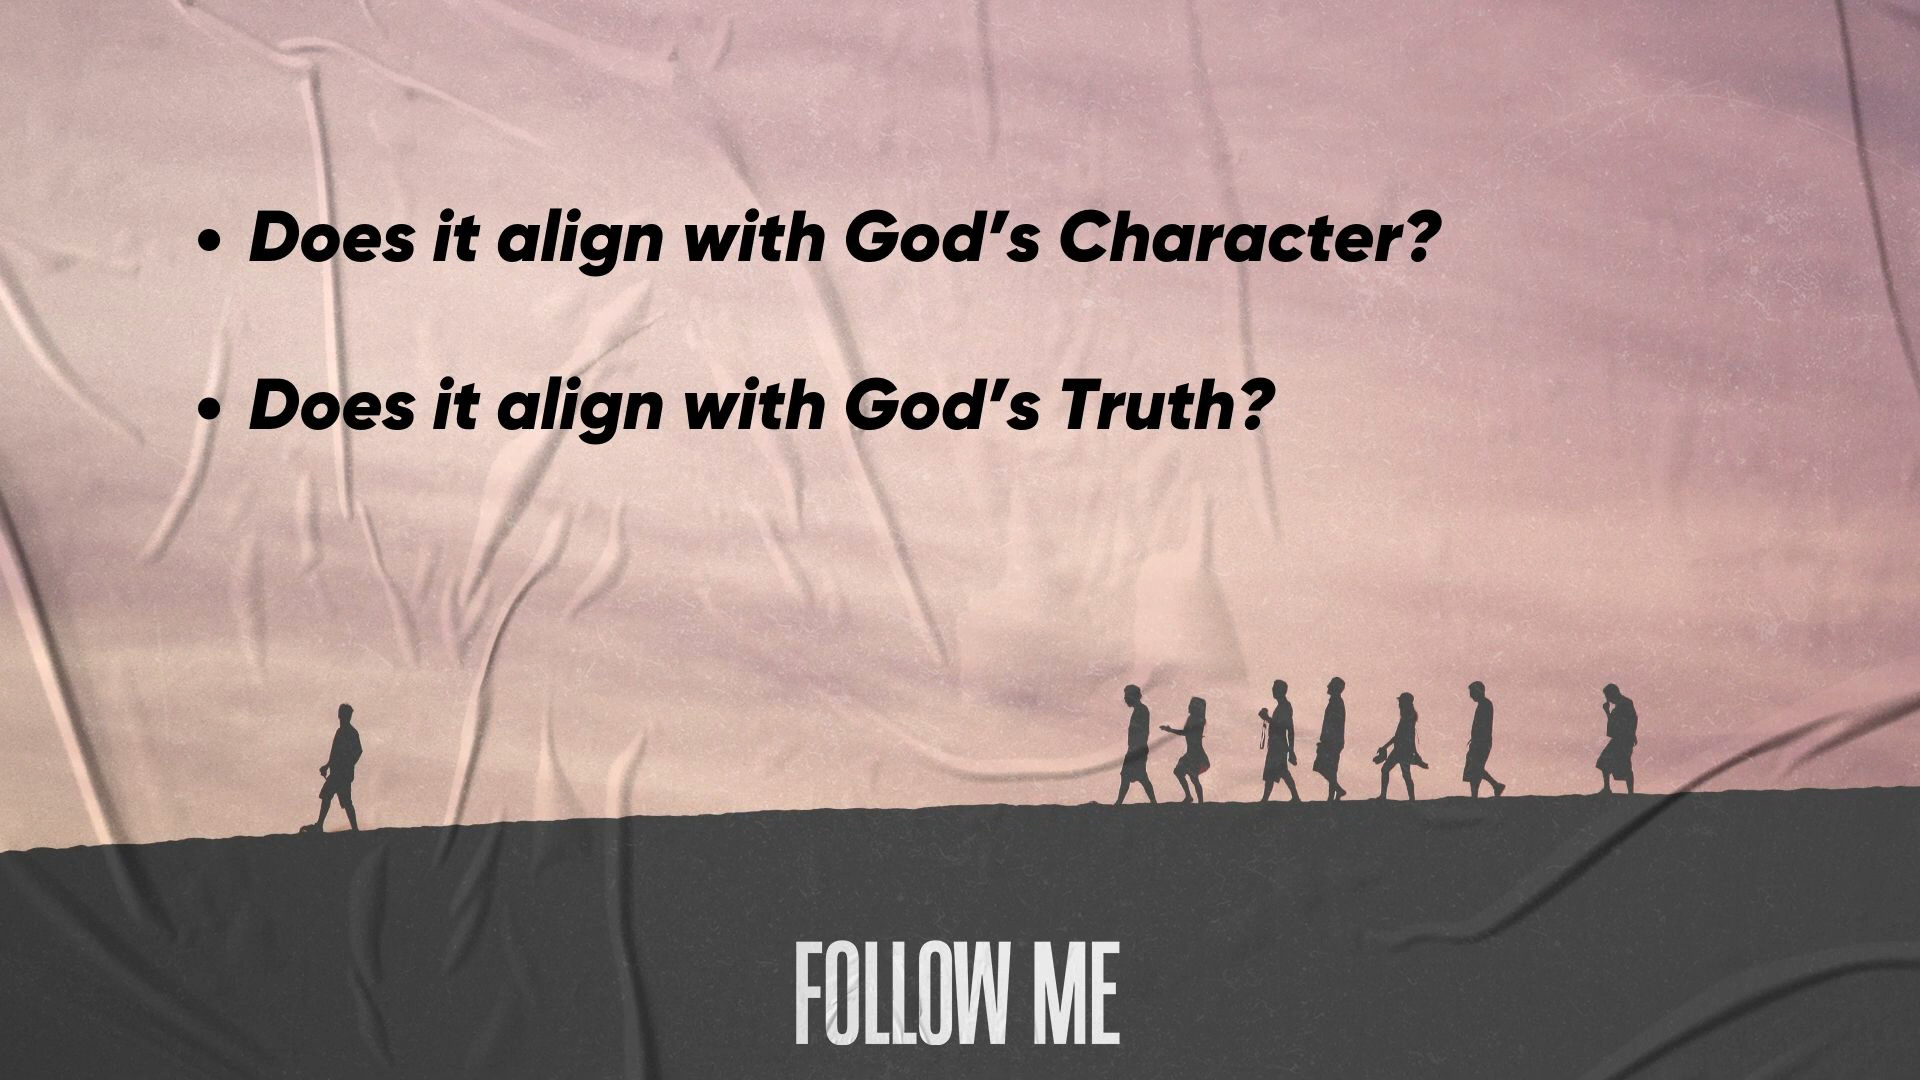 • Does it align with God’s Character?
• Does it align with God’s Truth?
FOLLOW ME